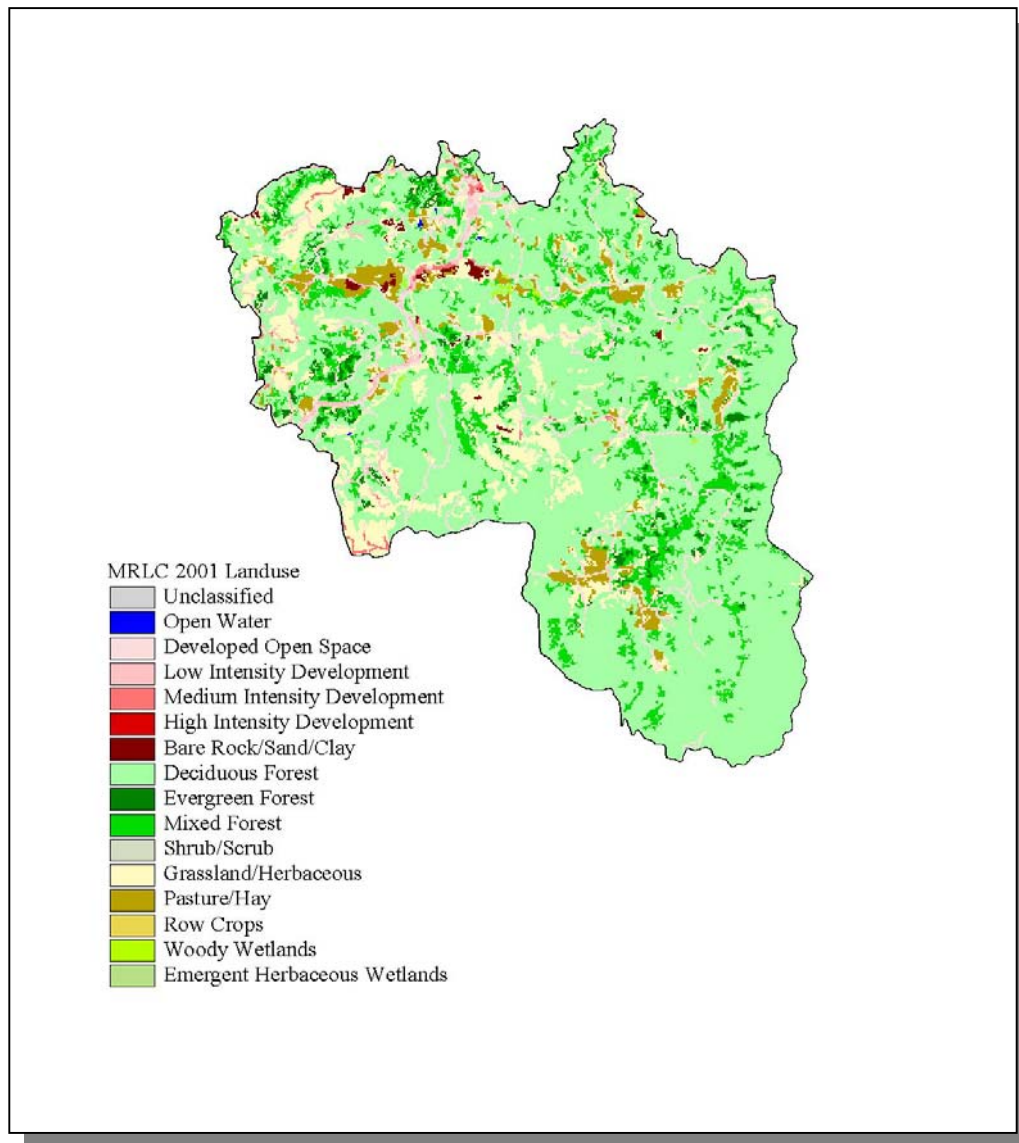 MRLC 2001 Landuse
Unclassified
Open Water
Developed Open Space
Low Intensity Development
Medium Intensity Development
High Intensity Development
Bare Rock/Sand/Clay
Deciduous Forest
Evergreen Forest
Mixed Forest
Shrub/Scrub
Grassland/Herbaceous
Pasture/Hay
Row Crops
Woody Wetlands
Emergent Herbaceous Wetlands